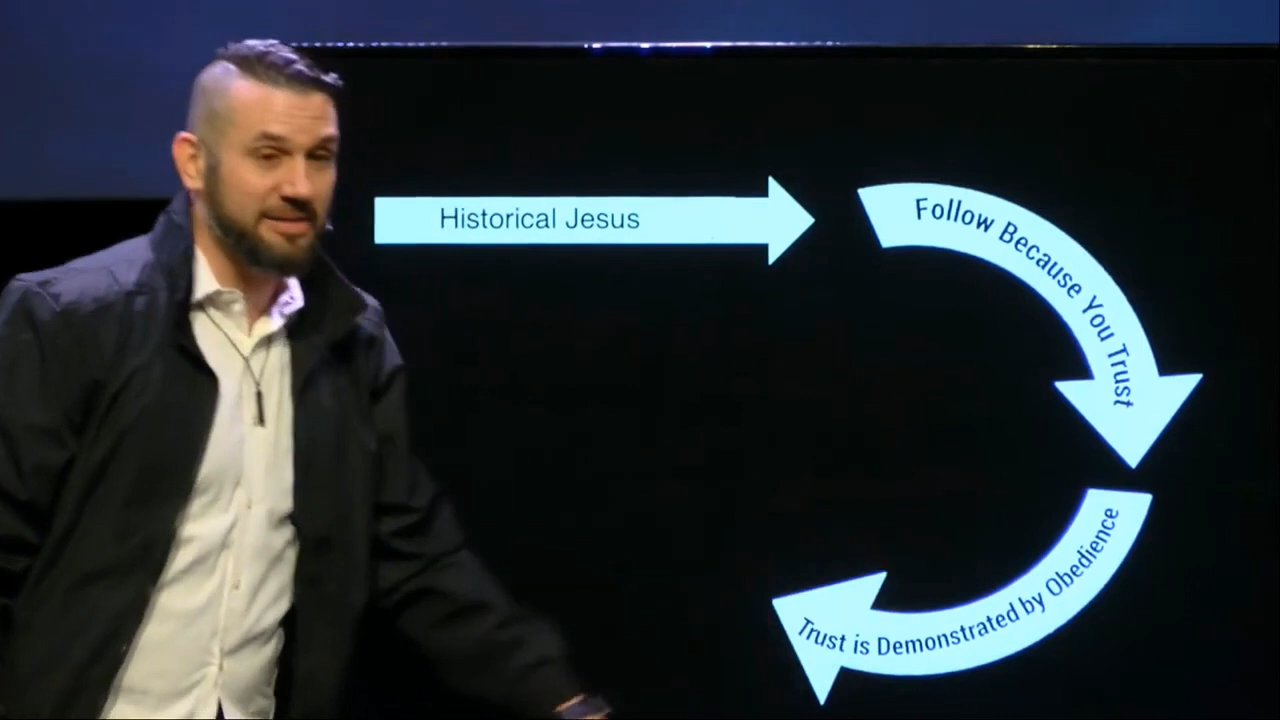 Historical Jesus
Follow Because You Trust
Trust is Demonstrated by Obedience